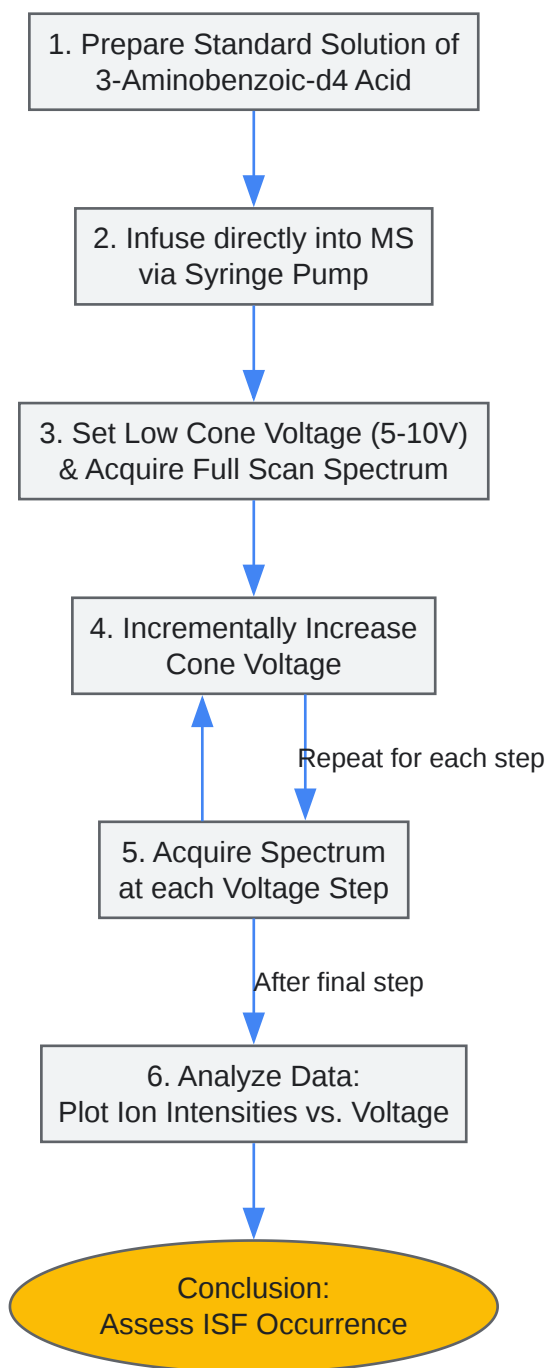 1. Prepare Standard Solution of
3-Aminobenzoic-d4 Acid
2. Infuse directly into MS
via Syringe Pump
3. Set Low Cone Voltage (5-10V)
& Acquire Full Scan Spectrum
4. Incrementally Increase
Cone Voltage
Repeat for each step
5. Acquire Spectrum
at each Voltage Step
After final step
6. Analyze Data:
Plot Ion Intensities vs. Voltage
Conclusion:
Assess ISF Occurrence